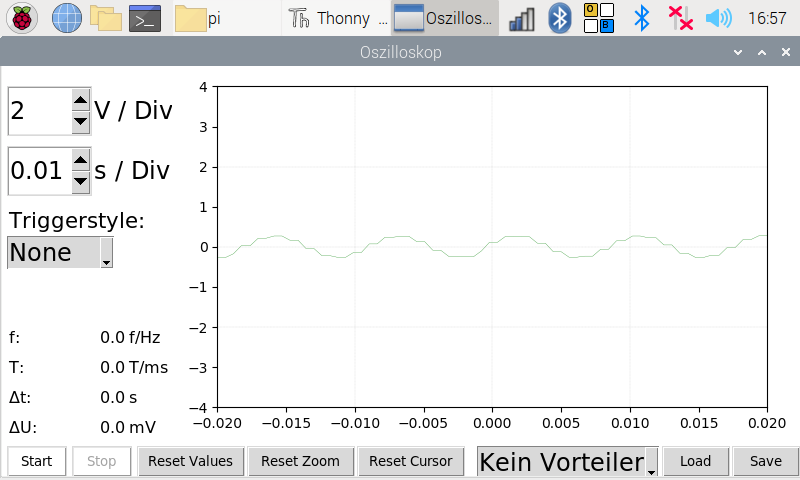 pi
Thonny ...
Oszillos...
O
B
16:57
Oszilloskop
2 V / Div
0.01 s / Div
Triggerstyle:
None
f: 0.0 f/Hz
T: 0.0 T/ms
Δt: 0.0 s
ΔU: 0.0 mV
4
3
2
1
0
−1
−2
−3
−4
−0.020 −0.015 −0.010 −0.005 0.000 0.005 0.010 0.015 0.020
Start Stop Reset Values Reset Zoom Reset Cursor Kein Vorteiler Load Save